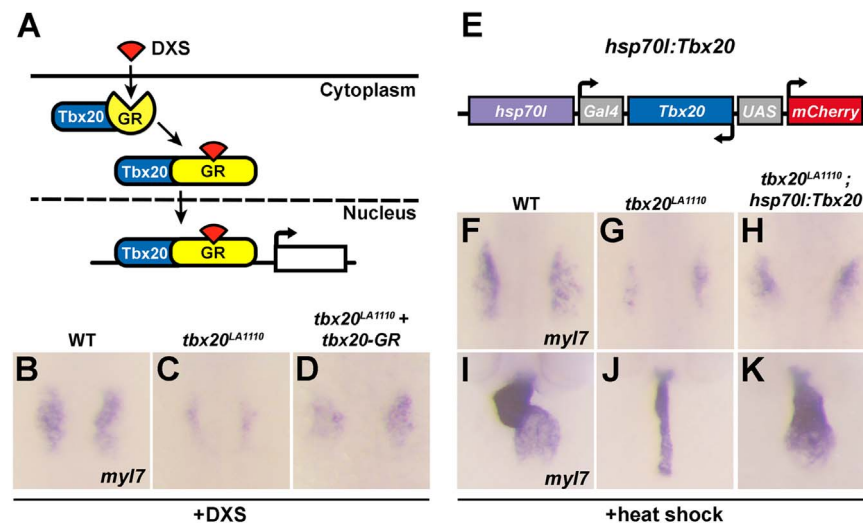 A
DXS
Cytoplasm
Tbx20
GR
Tbx20
GR
Nucleus
Tbx20
GR
WT
tbx20LA1110
tbx20LA1110 +
tbx20-GR
B
C
D
myl7
+DXS
E
hsp70l:Tbx20
hsp70l
Gal4
Tbx20
UAS
mCherry
WT
tbx20LA1110
tbx20LA1110 ;
hsp70l:Tbx20
F
G
H
myl7
I
J
K
myl7
+heat shock